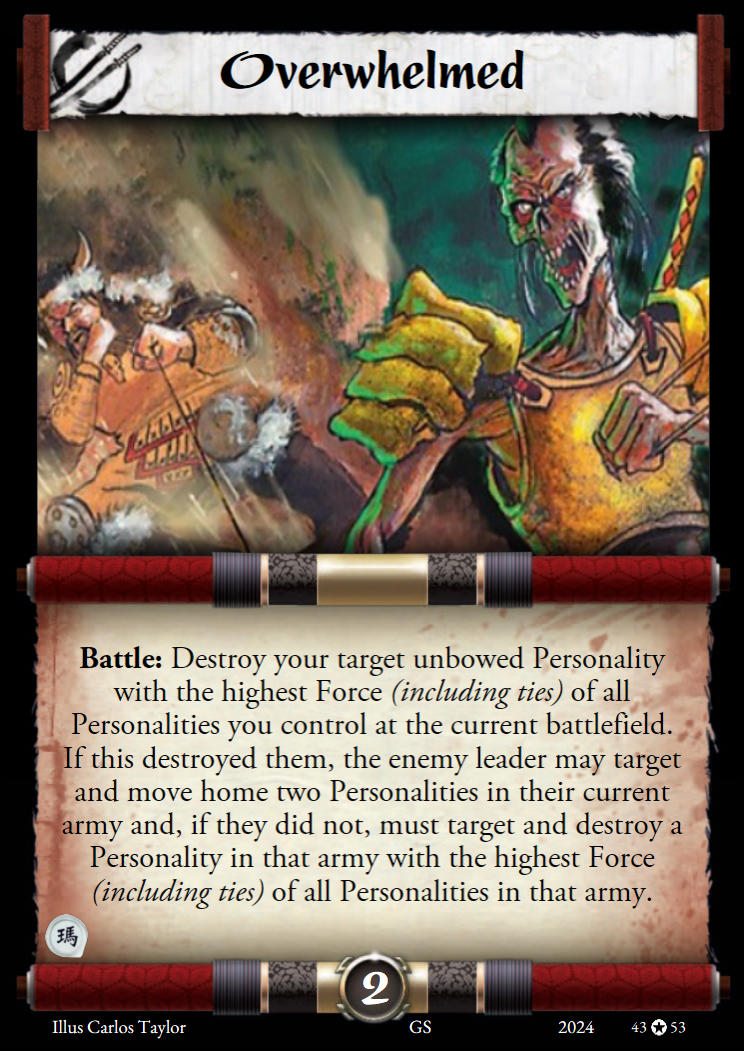 Overwhelmed
Battle: Destroy your target unbowed Personality
with the highest Force (including ties) of all
Personalities you control at the current battlefield.
If this destroyed them, the enemy leader may target
and move home two Personalities in their current
army and, if they did not, must target and destroy a
Personality in that army with the highest Force
(including ties) of all Personalities in that army.
瑪
2
Illus Carlos Taylor GS 2024 43 ✪ 53